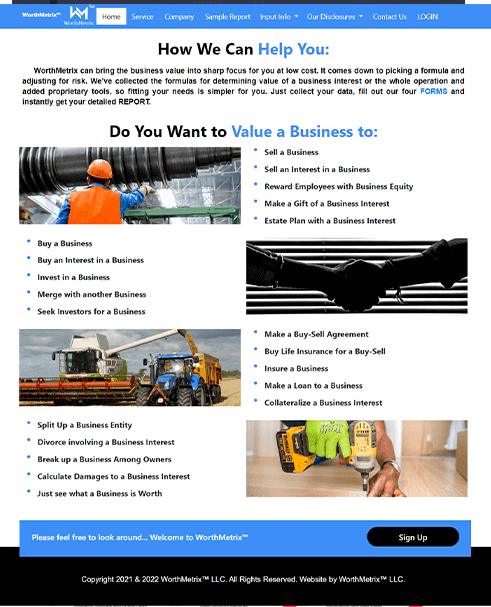 WorthMetrix™ WM WorthMetrix Home Service Company Sample Report Input Info Our Disclosures Contact Us LOGIN
How We Can Help You:
WorthMetrix can bring the business value into sharp focus for you at low cost. It comes down to picking a formula and
adjusting for risk. We've collected the formulas for determining value of a business interest or the whole operation and
added proprietary tools, so fitting your needs is simpler for you. Just collect your data, fill out our four FORMS and
instantly get your detailed REPORT.
Do You Want to Value a Business to:
Sell a Business
Sell an Interest in a Business
Reward Employees with Business Equity
Make a Gift of a Business Interest
Estate Plan with a Business Interest
Buy a Business
Buy an Interest in a Business
Invest in a Business
Merge with another Business
Seek Investors for a Business
Make a Buy-Sell Agreement
Buy Life Insurance for a Buy-Sell
Insure a Business
Make a Loan to a Business
Collateralize a Business Interest
Split Up a Business Entity
Divorce involving a Business Interest
Break up a Business Among Owners
Calculate Damages to a Business Interest
Just see what a Business is Worth
DEWALT
Please feel free to look around... Welcome to WorthMetrix™ Sign Up
Copyright 2021 & 2022 WorthMetrix™ LLC. All Rights Reserved. Website by WorthMetrix™ LLC.